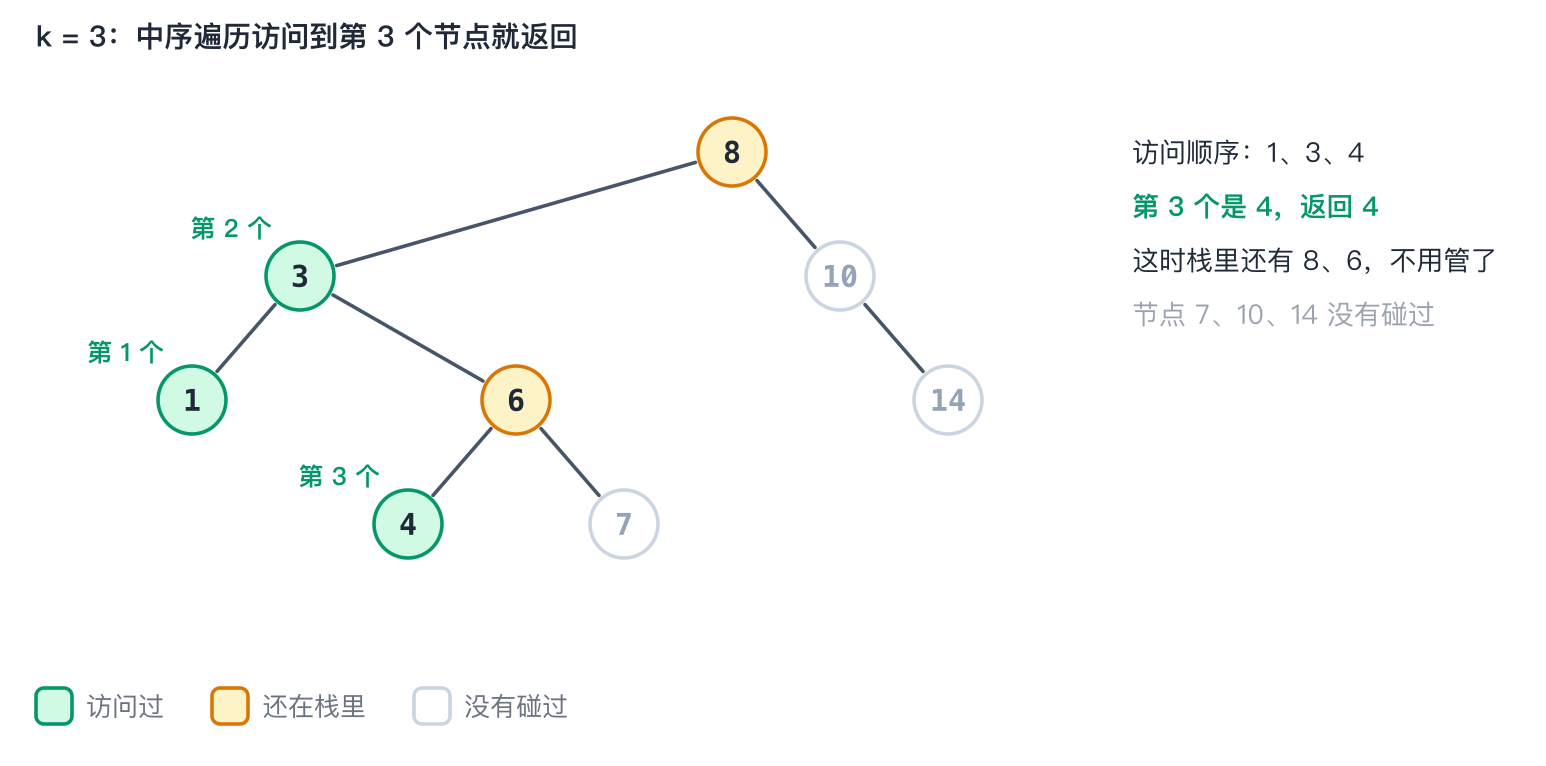 k = 3：中序遍历访问到第 3 个节点就返回
8
访问顺序：1、3、4
第 3 个是 4，返回 4
第 2 个
3
10
这时栈里还有 8、6，不用管了
节点 7、10、14 没有碰过
第 1 个
1
6
14
第 3 个
4
7
访问过
还在栈里
没有碰过